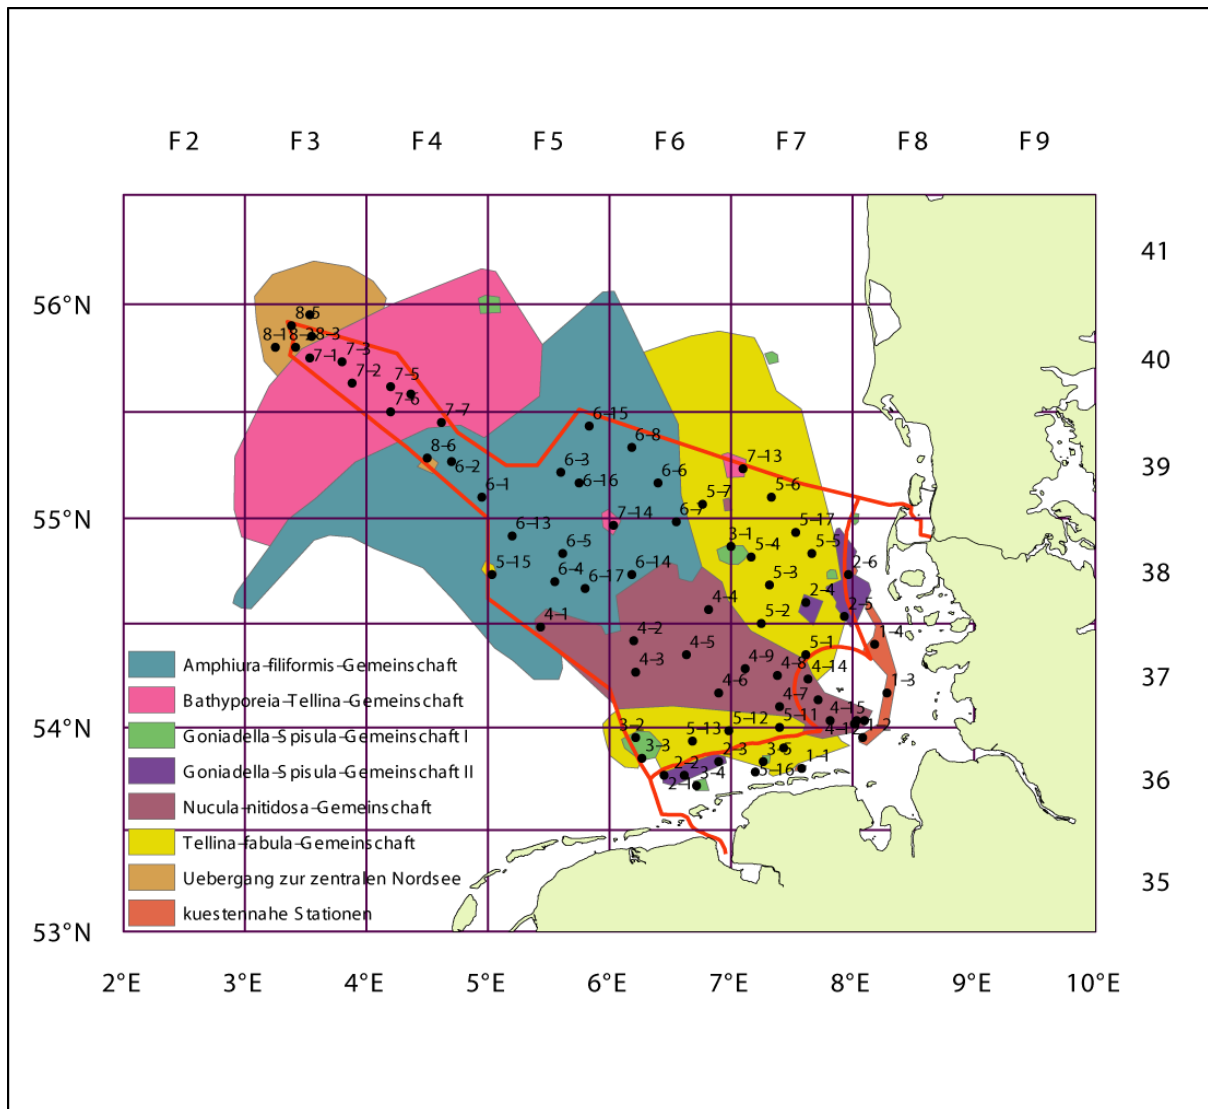 F2 F3 F4 F5 F6 F7 F8 F9
41
56°N
8–5
8–1 8–2 8–3
40
7–1 7–3
7–2 7–5
7–6
7–7
6–15
8–6 6–8
6–2 6–3 7–13 39
6–1 6–16 6–6 5–6
5–7
55°N
6–13 7–14 6–7 5–17
3–1
6–5 5–4 5–5
5–15 6–4 6–14 2–6 38
6–17 5–3
4–4 2–4
4–1 5–2 2–5
4–2 1–4
4–5 5–1
Amphiura–filiformis–Gemeinschaft
4–3 4–9 4–8 4–14 37
4–6 1–3
Bathyporeia–Tellina–Gemeinschaft
4–7 4–15
54°N
Goniadella–Spisula–Gemeinschaft I
3–2 5–13 5–12 5–11 1–2
3–3 2–2 2–3 3–5 1–1
Goniadella–Spisula–Gemeinschaft II
2–1 3–4 5–16 36
Nucula–nitidosa–Gemeinschaft
Tellina–fabula–Gemeinschaft
Uebergang zur zentralen Nordsee
35
kuestennahe Stationen
53°N
2°E 3°E 4°E 5°E 6°E 7°E 8°E 9°E 10°E